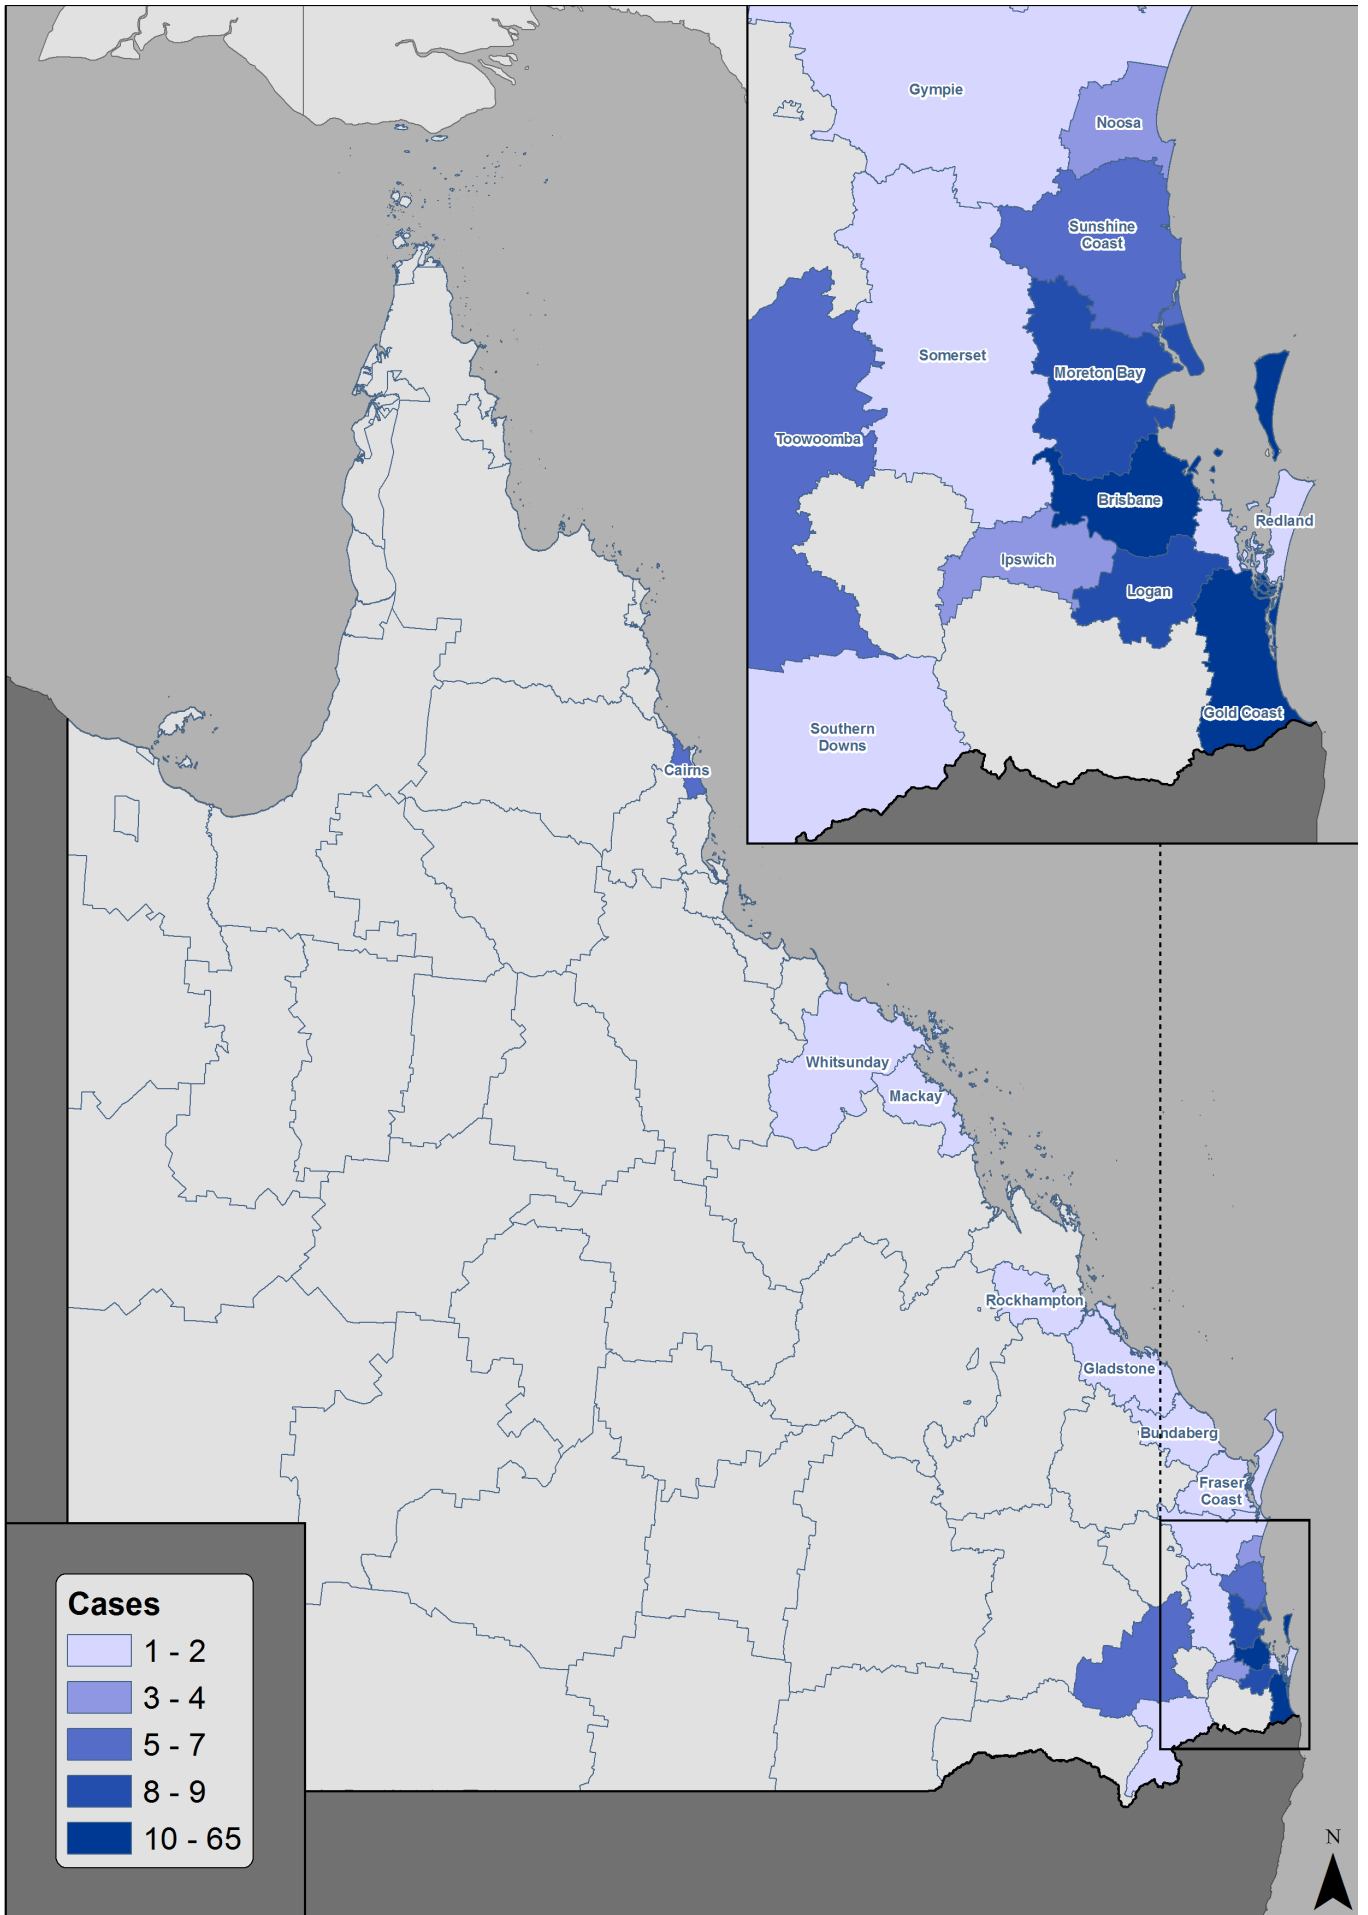 Gympie
Noosa
Sunshine
Coast
Somerset
Moreton Bay
Toowoomba
Brisbane
Redland
Ipswich
Logan
Gold Coast
Southern
Downs
Cairns
Whitsunday
Mackay
Rockhampton
Gladstone
Bundaberg
Fraser
Coast
Cases
1 - 2
3 - 4
5 - 7
8 - 9
10 - 65
N